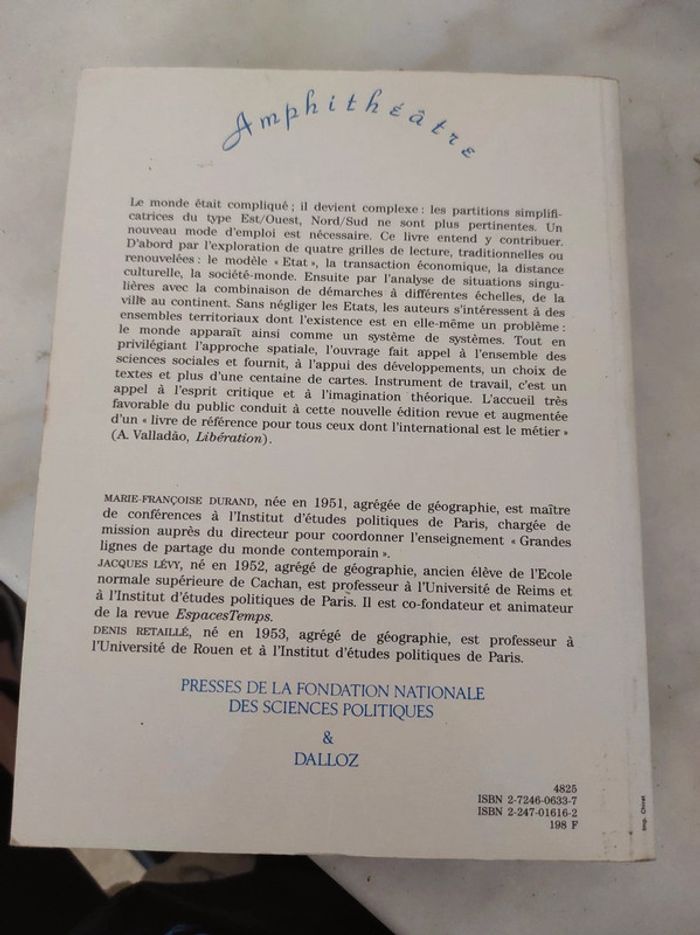 Amphithéâtre
Le monde était compliqué ; il devient complexe : les partitions simplifi-
catrices du type Est/Ouest, Nord/Sud ne sont plus pertinentes. Un
nouveau mode d'emploi est nécessaire. Ce livre entend y contribuer.
D'abord par l'exploration de quatre grilles de lecture, traditionnelles ou
renouvelées : le modèle « Etat », la transaction économique, la distance
culturelle, la société-monde. Ensuite par l'analyse de situations singu-
lières avec la combinaison de démarches à différentes échelles, de la
ville au continent. Sans négliger les Etats, les auteurs s'intéressent à des
ensembles territoriaux dont l'existence est en elle-même un problème :
le monde apparaît ainsi comme un système de systèmes. Tout en
privilégiant l'approche spatiale, l'ouvrage fait appel à l'ensemble des
sciences sociales et fournit, à l'appui des développements, un choix de
textes et plus d'une centaine de cartes. Instrument de travail, c'est un
appel à l'esprit critique et à l'imagination théorique. L'accueil très
favorable du public conduit à cette nouvelle édition revue et augmentée
d'un « livre de référence pour tous ceux dont l'international est le métier »
(A. Valladão, Libération).
MARIE-FRANÇOISE DURAND, née en 1951, agrégée de géographie, est maître
de conférences à l'Institut d'études politiques de Paris, chargée de
mission auprès du directeur pour coordonner l'enseignement « Grandes
lignes de partage du monde contemporain ».
JACQUES LÉVY, né en 1952, agrégé de géographie, ancien élève de l'Ecole
normale supérieure de Cachan, est professeur à l'Université de Reims et
à l'Institut d'études politiques de Paris. Il est co-fondateur et animateur
de la revue EspacesTemps.
DENIS RETAILLÉ, né en 1953, agrégé de géographie, est professeur à
l'Université de Rouen et à l'Institut d'études politiques de Paris.
PRESSES DE LA FONDATION NATIONALE
DES SCIENCES POLITIQUES
&
DALLOZ
4825
ISBN 2-7246-0633-7
ISBN 2-247-01616-2
198 F
Imp. Chirat